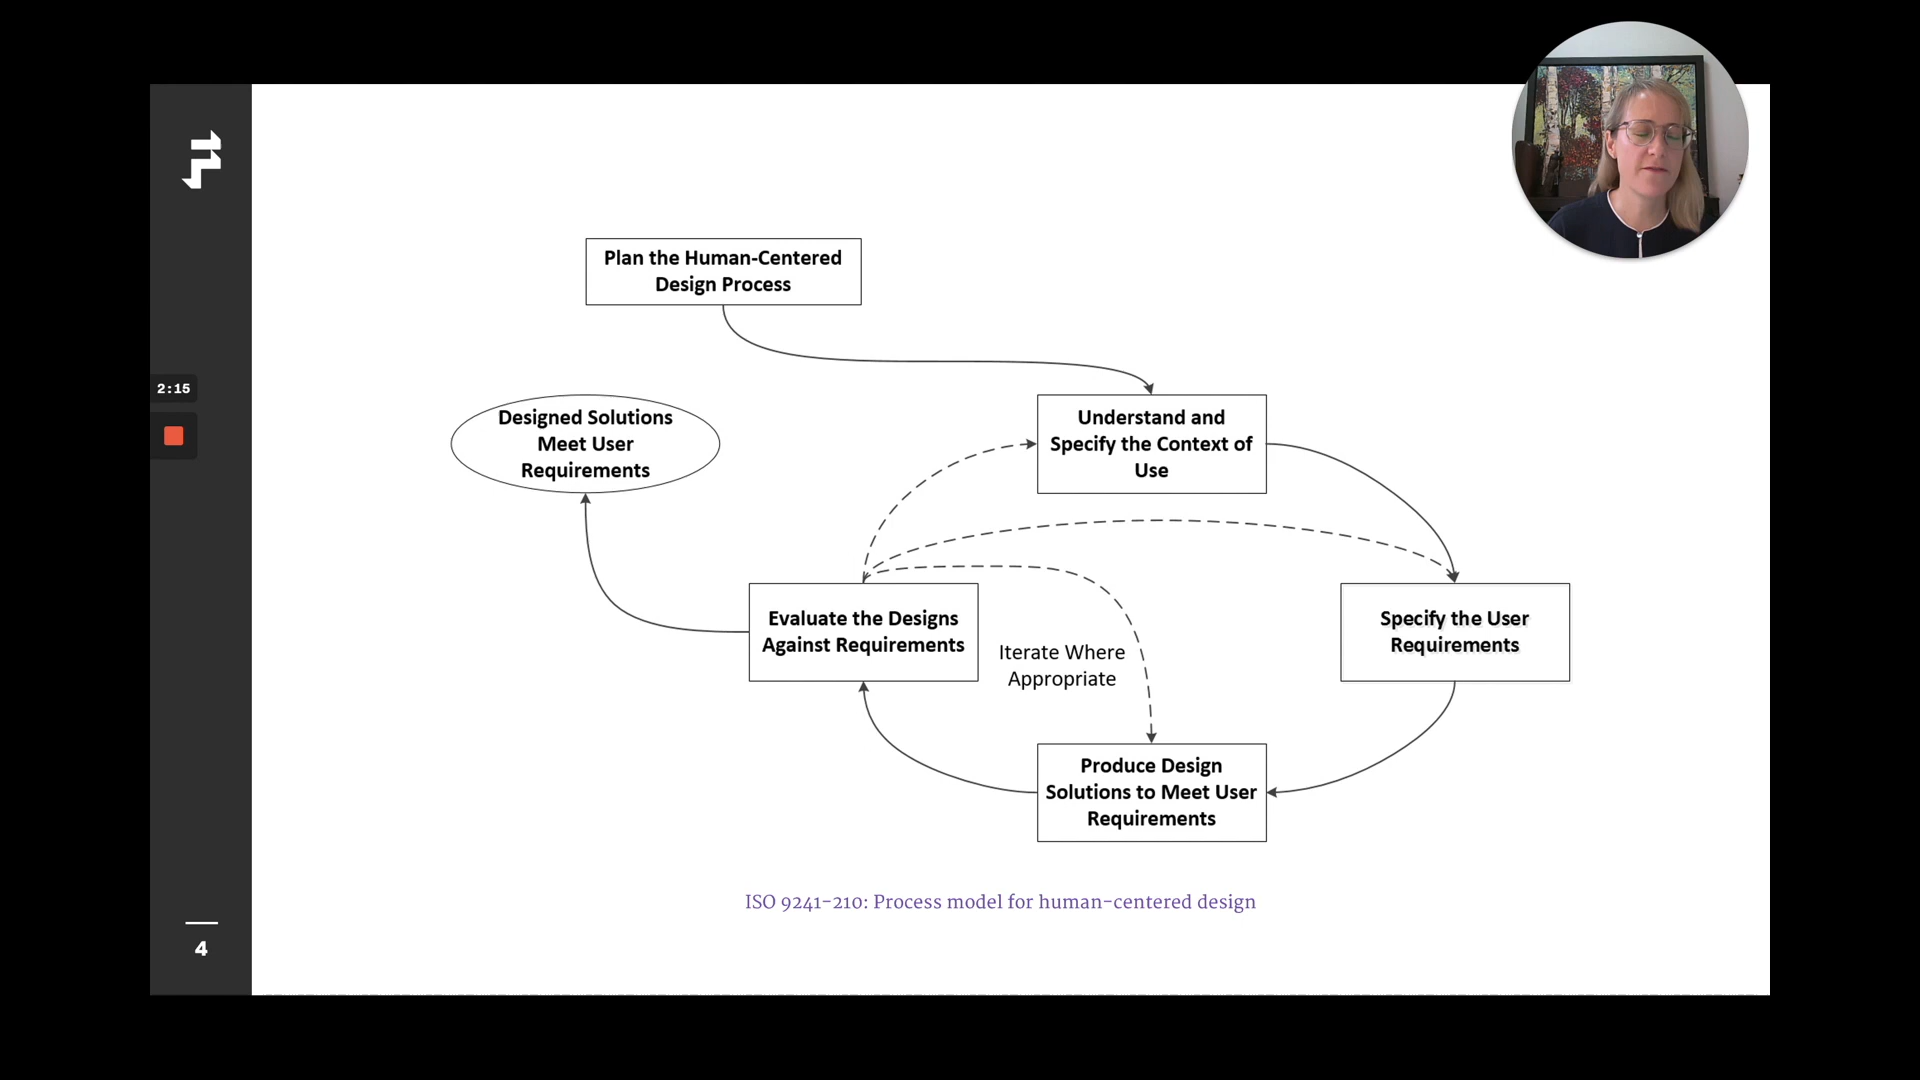 Plan the Human-Centered
Design Process
2:15
Designed Solutions
Meet User
Requirements
Understand and
Specify the Context of
Use
Evaluate the Designs
Against Requirements
Iterate Where
Appropriate
Specify the User
Requirements
Produce Design
Solutions to Meet User
Requirements
ISO 9241-210: Process model for human-centered design
4